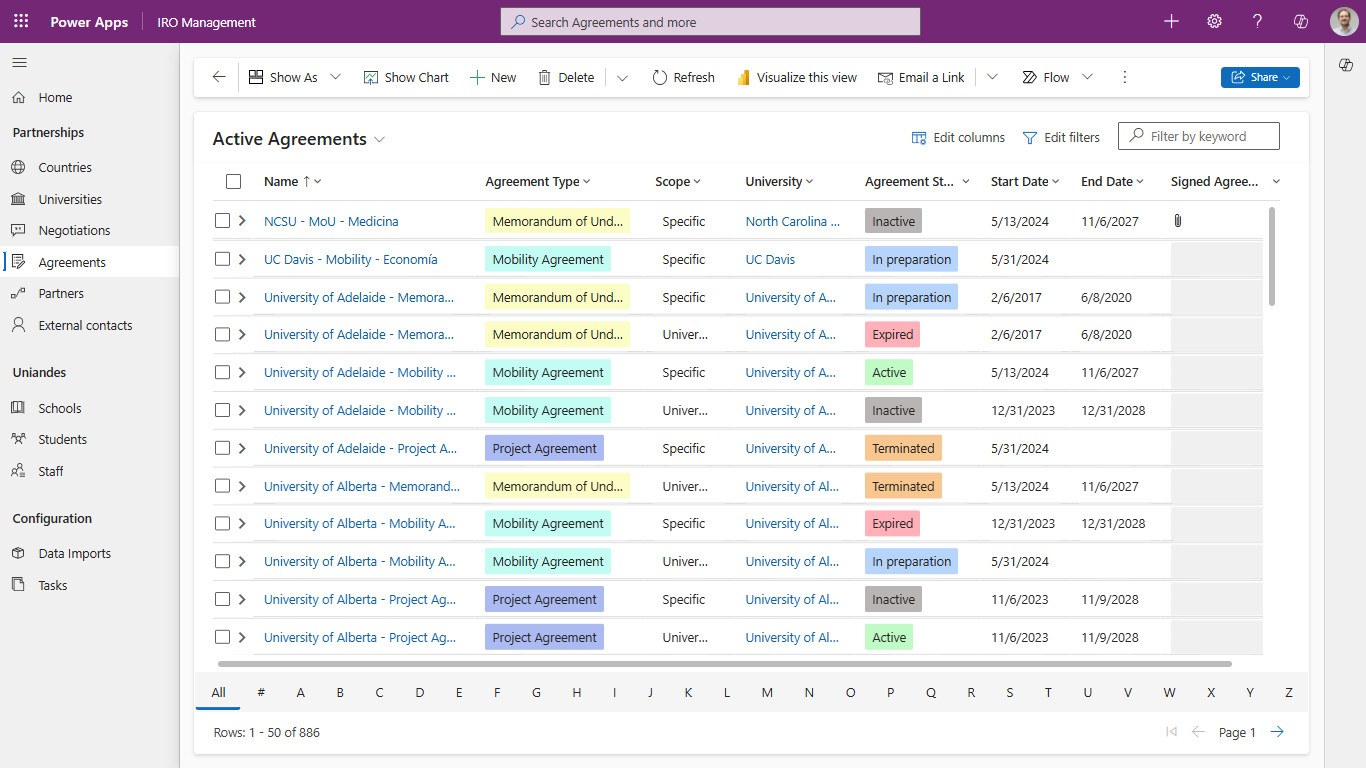 Power Apps IRO Management Search Agreements and more
Show As Show Chart New Delete Refresh Visualize this view Email a Link Flow Share
Home
Partnerships
Countries
Universities
Negotiations
Agreements
Partners
External contacts
Uniandes
Schools
Students
Staff
Configuration
Data Imports
Tasks
Active Agreements Edit columns Edit filters Filter by keyword
Name Agreement Type Scope University Agreement St... Start Date End Date Signed Agree...
NCSU - MoU - Medicina Memorandum of Und... Specific North Carolina ... Inactive 5/13/2024 11/6/2027
UC Davis - Mobility - Economía Mobility Agreement Specific UC Davis In preparation 5/31/2024
University of Adelaide - Memora... Memorandum of Und... Specific University of A... In preparation 2/6/2017 6/8/2020
University of Adelaide - Memora... Memorandum of Und... Univer... University of A... Expired 2/6/2017 6/8/2020
University of Adelaide - Mobility ... Mobility Agreement Specific University of A... Active 5/13/2024 11/6/2027
University of Adelaide - Mobility ... Mobility Agreement Univer... University of A... Inactive 12/31/2023 12/31/2028
University of Adelaide - Project A... Project Agreement Specific University of A... Terminated 5/31/2024
University of Alberta - Memorand... Memorandum of Und... Univer... University of Al... Terminated 5/13/2024 11/6/2027
University of Alberta - Mobility A... Mobility Agreement Specific University of Al... Expired 12/31/2023 12/31/2028
University of Alberta - Mobility A... Mobility Agreement Univer... University of Al... In preparation 5/31/2024
University of Alberta - Project Ag... Project Agreement Specific University of Al... Inactive 11/6/2023 11/9/2028
University of Alberta - Project Ag... Project Agreement Univer... University of Al... Active 11/6/2023 11/9/2028
All # A B C D E F G H I J K L M N O P Q R S T U V W X Y Z
Rows: 1 - 50 of 886 Page 1